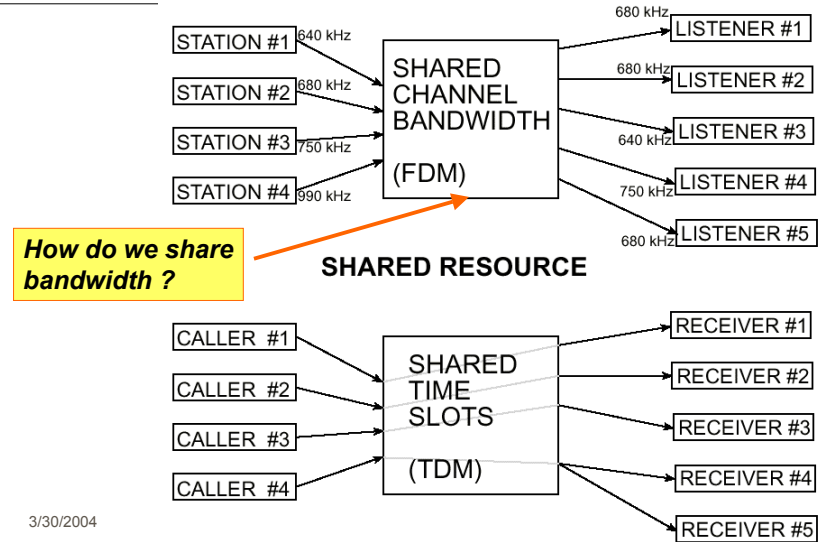 STATION #1
640 kHz
STATION #2
680 kHz
STATION #3
750 kHz
STATION #4
990 kHz
SHARED
CHANNEL
BANDWIDTH
(FDM)
680 kHz
LISTENER #1
680 kHz
LISTENER #2
640 kHz
LISTENER #3
750 kHz
LISTENER #4
680 kHz
LISTENER #5
How do we share
bandwidth ?
SHARED RESOURCE
CALLER #1
CALLER #2
CALLER #3
CALLER #4
SHARED
TIME
SLOTS
(TDM)
RECEIVER #1
RECEIVER #2
RECEIVER #3
RECEIVER #4
RECEIVER #5
3/30/2004